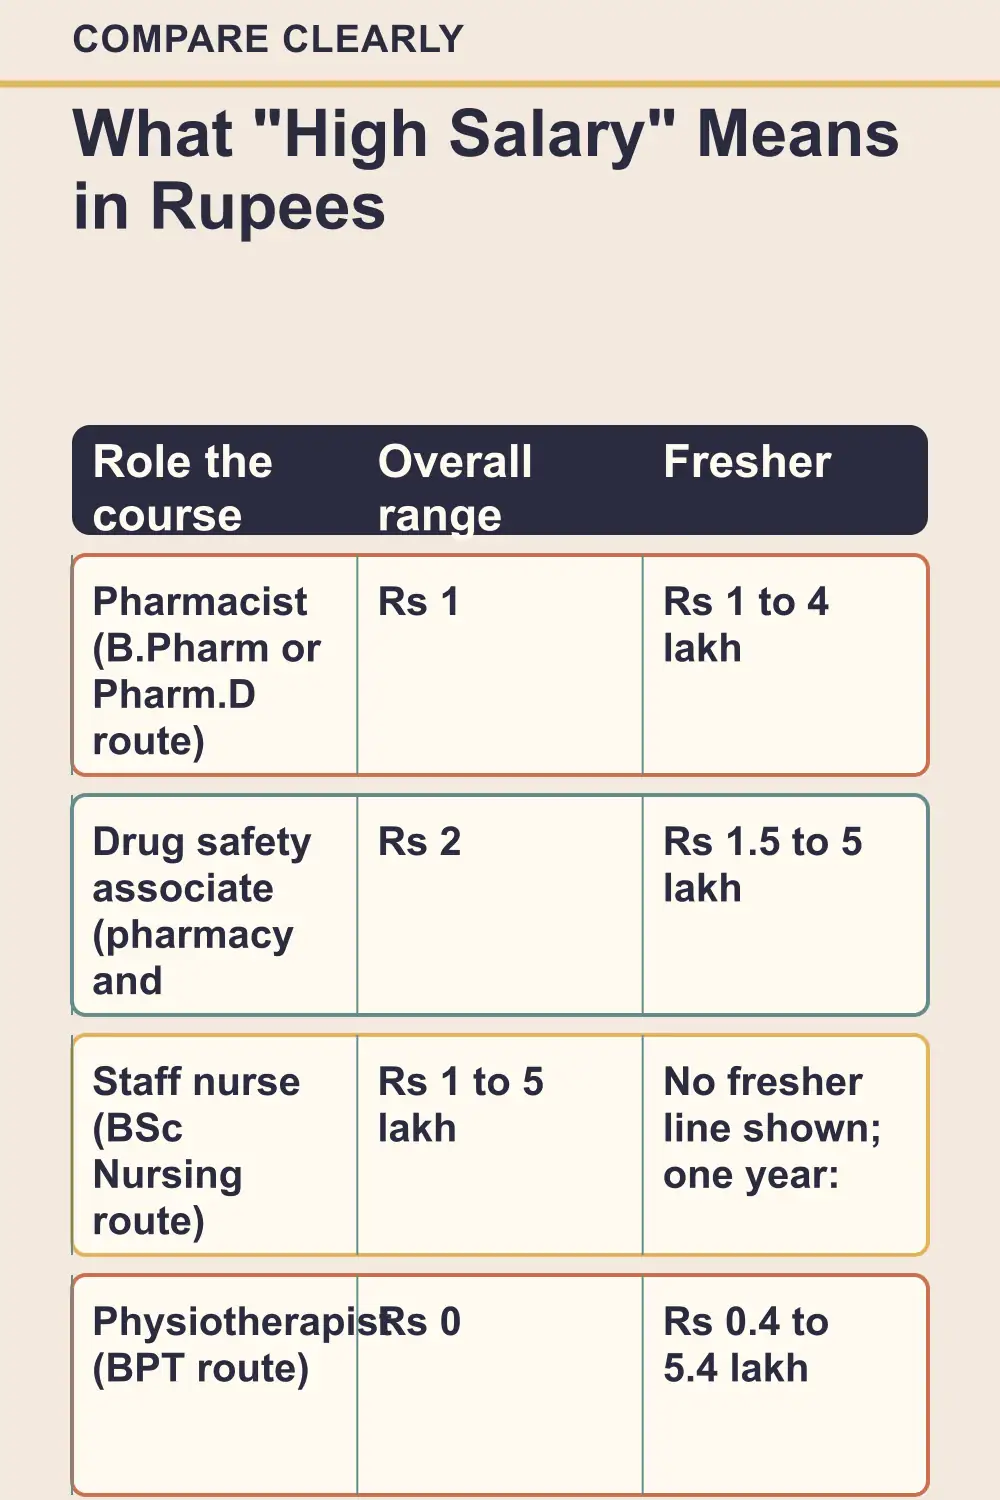 COMPARE CLEARLY
What "High Salary" Means
in Rupees
Role the
course
Overall
range
Fresher
Pharmacist
(B.Pharm or
Pharm.D
route)
Rs 1
Rs 1 to 4
lakh
Drug safety
associate
(pharmacy
and
Rs 2
Rs 1.5 to 5
lakh
Staff nurse
(BSc
Nursing
route)
Rs 1 to 5
lakh
No fresher
line shown;
one year:
Physiotherapist
(BPT route)
Rs 0
Rs 0.4 to
5.4 lakh